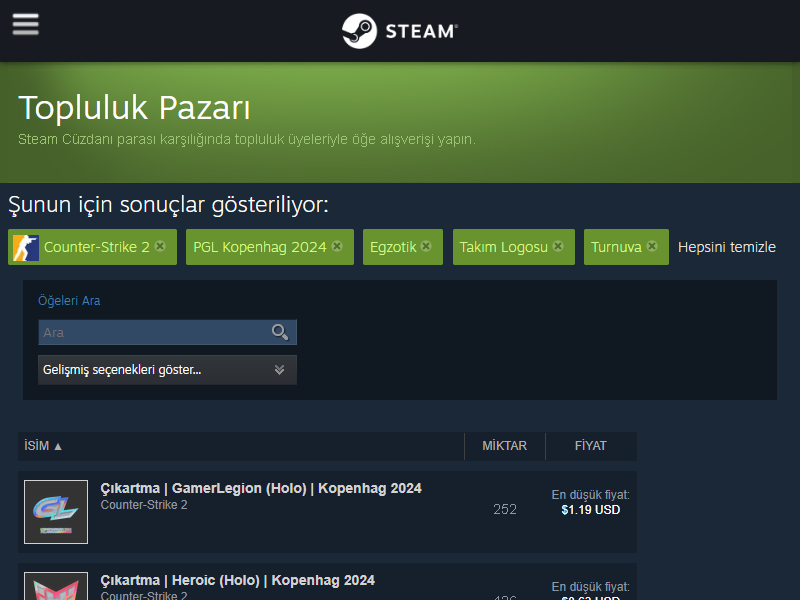 STEAM
Topluluk Pazarı
Steam Cüzdanı parası karşılığında topluluk üyeleriyle öğe alışverişi yapın.
Şunun için sonuçlar gösteriliyor:
Counter-Strike 2 PGL Kopenhag 2024 Egzotik Takım Logosu Turnuva Hepsini temizle
Öğeleri Ara
Ara
Gelişmiş seçenekleri göster...
İSİM ▲ MİKTAR FİYAT
Çıkartma | GamerLegion (Holo) | Kopenhag 2024
Counter-Strike 2
252
En düşük fiyat:
$1.19 USD
Çıkartma | Heroic (Holo) | Kopenhag 2024
Counter-Strike 2
En düşük fiyat: